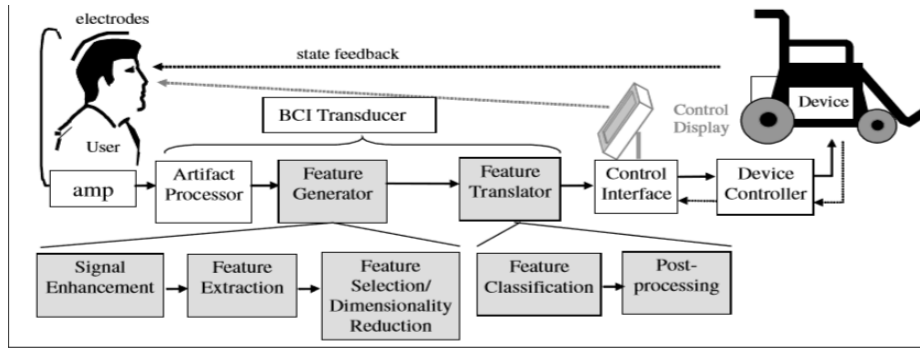 electrodes
state feedback
BCI Transducer
Control
Display
Device
User
amp
Artifact
Processor
Feature
Generator
Feature
Translator
Control
Interface
Device
Controller
Signal
Enhancement
Feature
Extraction
Feature
Selection/
Dimensionality
Reduction
Feature
Classification
Post-
processing